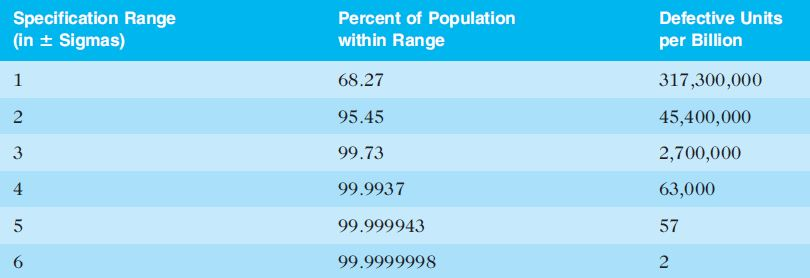 Specification Range Percent of Population Defective Units
(in ± Sigmas) within Range per Billion
1 68.27 317,300,000
2 95.45 45,400,000
3 99.73 2,700,000
4 99.9937 63,000
5 99.999943 57
6 99.9999998 2